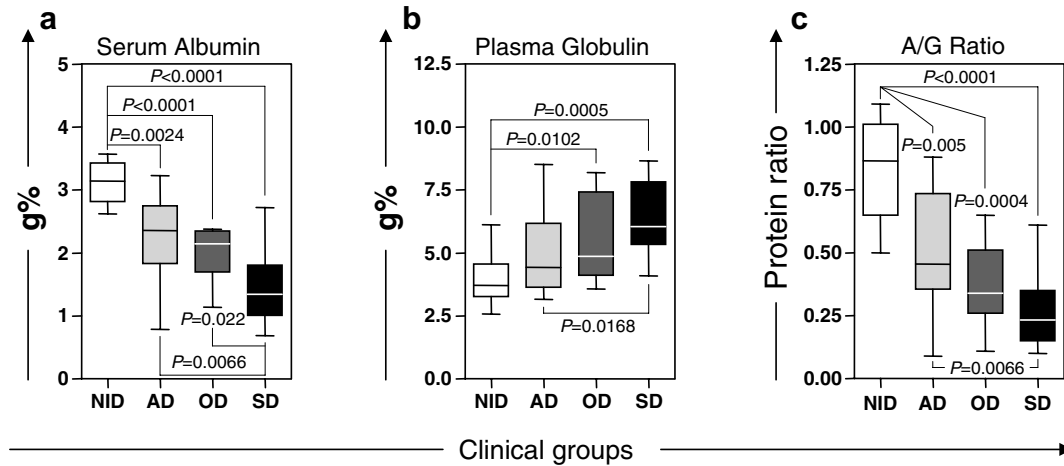 a
Serum Albumin
g%
5
4
3
2
1
0
P<0.0001
P<0.0001
P=0.0024
P=0.022
P=0.0066
NID AD OD SD
b
Plasma Globulin
g%
12.5
10.0
7.5
5.0
2.5
0.0
P=0.0005
P=0.0102
P=0.0168
NID AD OD SD
c
A/G Ratio
Protein ratio
1.25
1.00
0.75
0.50
0.25
0.00
P<0.0001
P=0.005
P=0.0004
P=0.0066
NID AD OD SD
Clinical groups